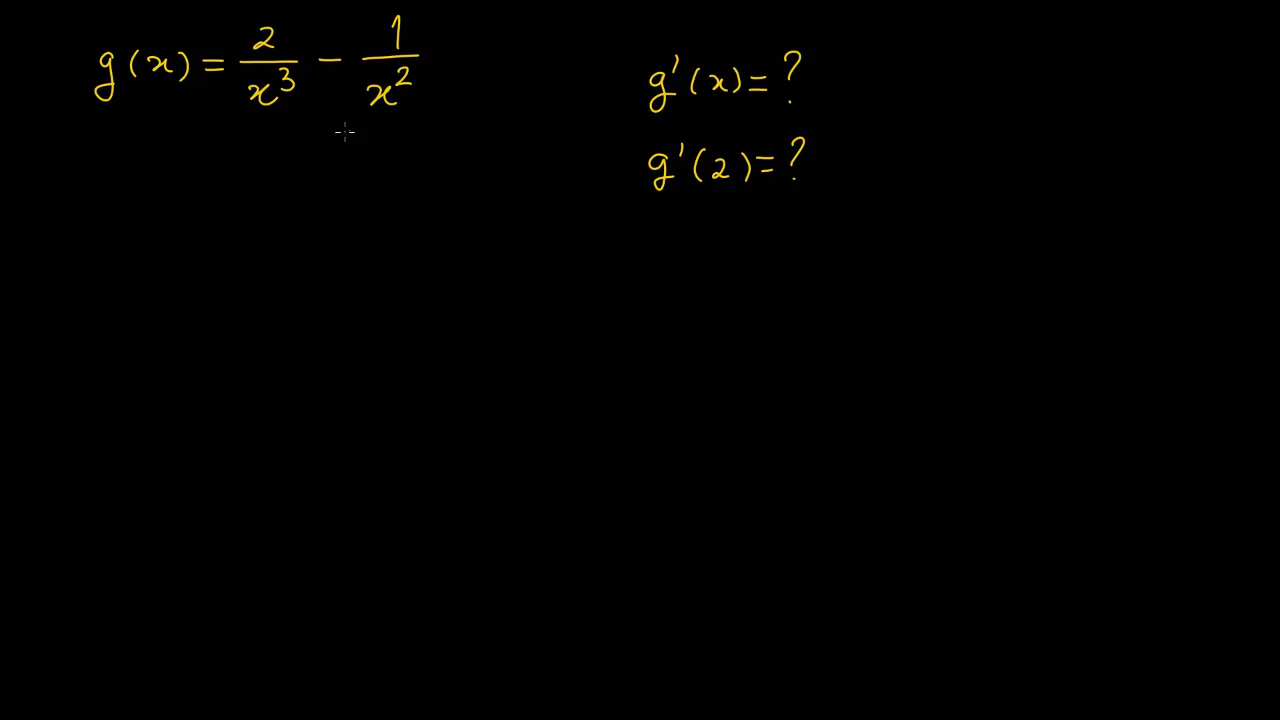 g(x) = 2/x³ - 1/x²
g'(x) = ?
g'(2) = ?